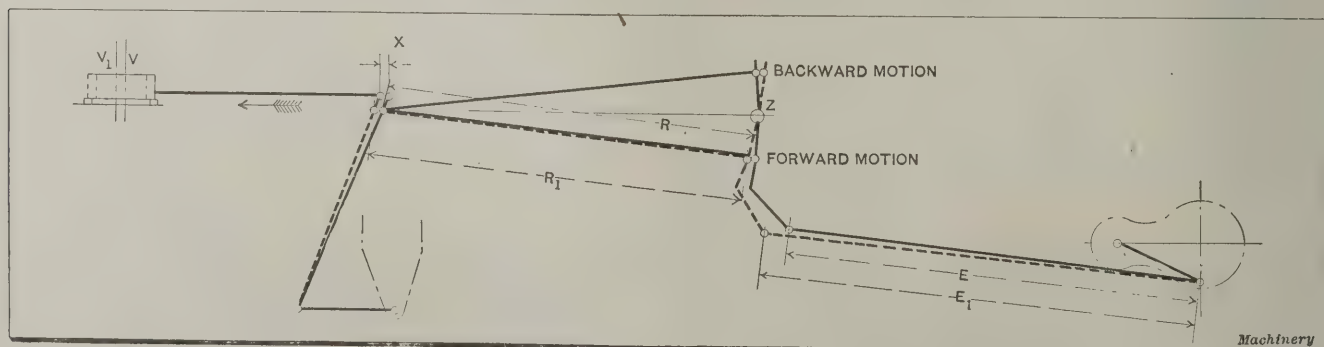 V₁ V
X
BACKWARD MOTION
Z
R
FORWARD MOTION
R₁
E
E₁
Machinery